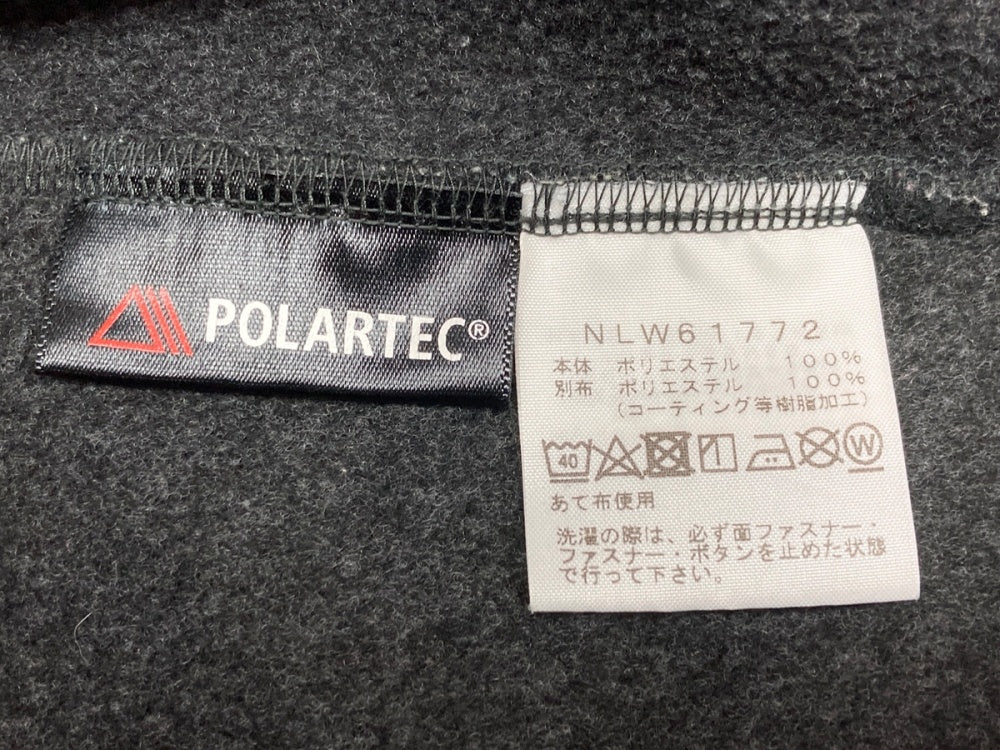 POLARTEC®
NLW61772
本体 ポリエステル 100%
別布 ポリエステル 100%
(コーティング等樹脂加工)
40 W
あて布使用
洗濯の際は、必ず面ファスナー・
ファスナー・ボタンを止めた状態
で行って下さい。